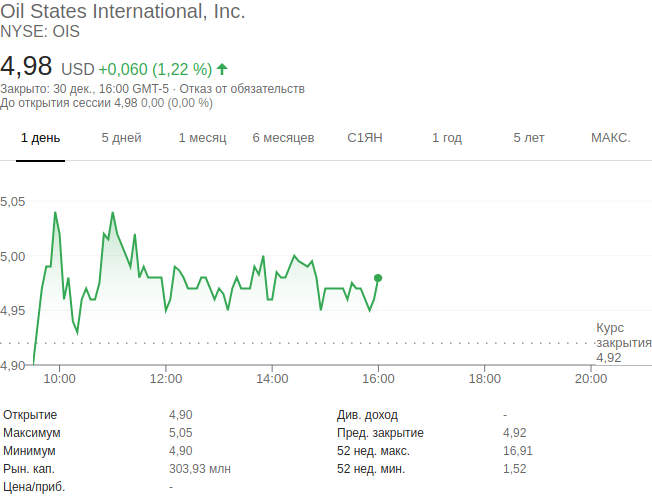 Oil States International, Inc.
NYSE: OIS
4,98 USD +0,060 (1,22 %)
Закрыто: 30 дек., 16:00 GMT-5 · Отказ от обязательств
До открытия сессии 4,98 0,00 (0,00 %)
1 день 5 дней 1 месяц 6 месяцев С1ЯН 1 год 5 лет МАКС.
5,05
5,00
4,95
Курс
закрытия
4,92
4,90
10:00 12:00 14:00 16:00 18:00 20:00
Открытие 4,90 Див. доход -
Максимум 5,05 Пред. закрытие 4,92
Минимум 4,90 52 нед. макс. 16,91
Рын. кап. 303,93 млн 52 нед. мин. 1,52
Цена/приб. -